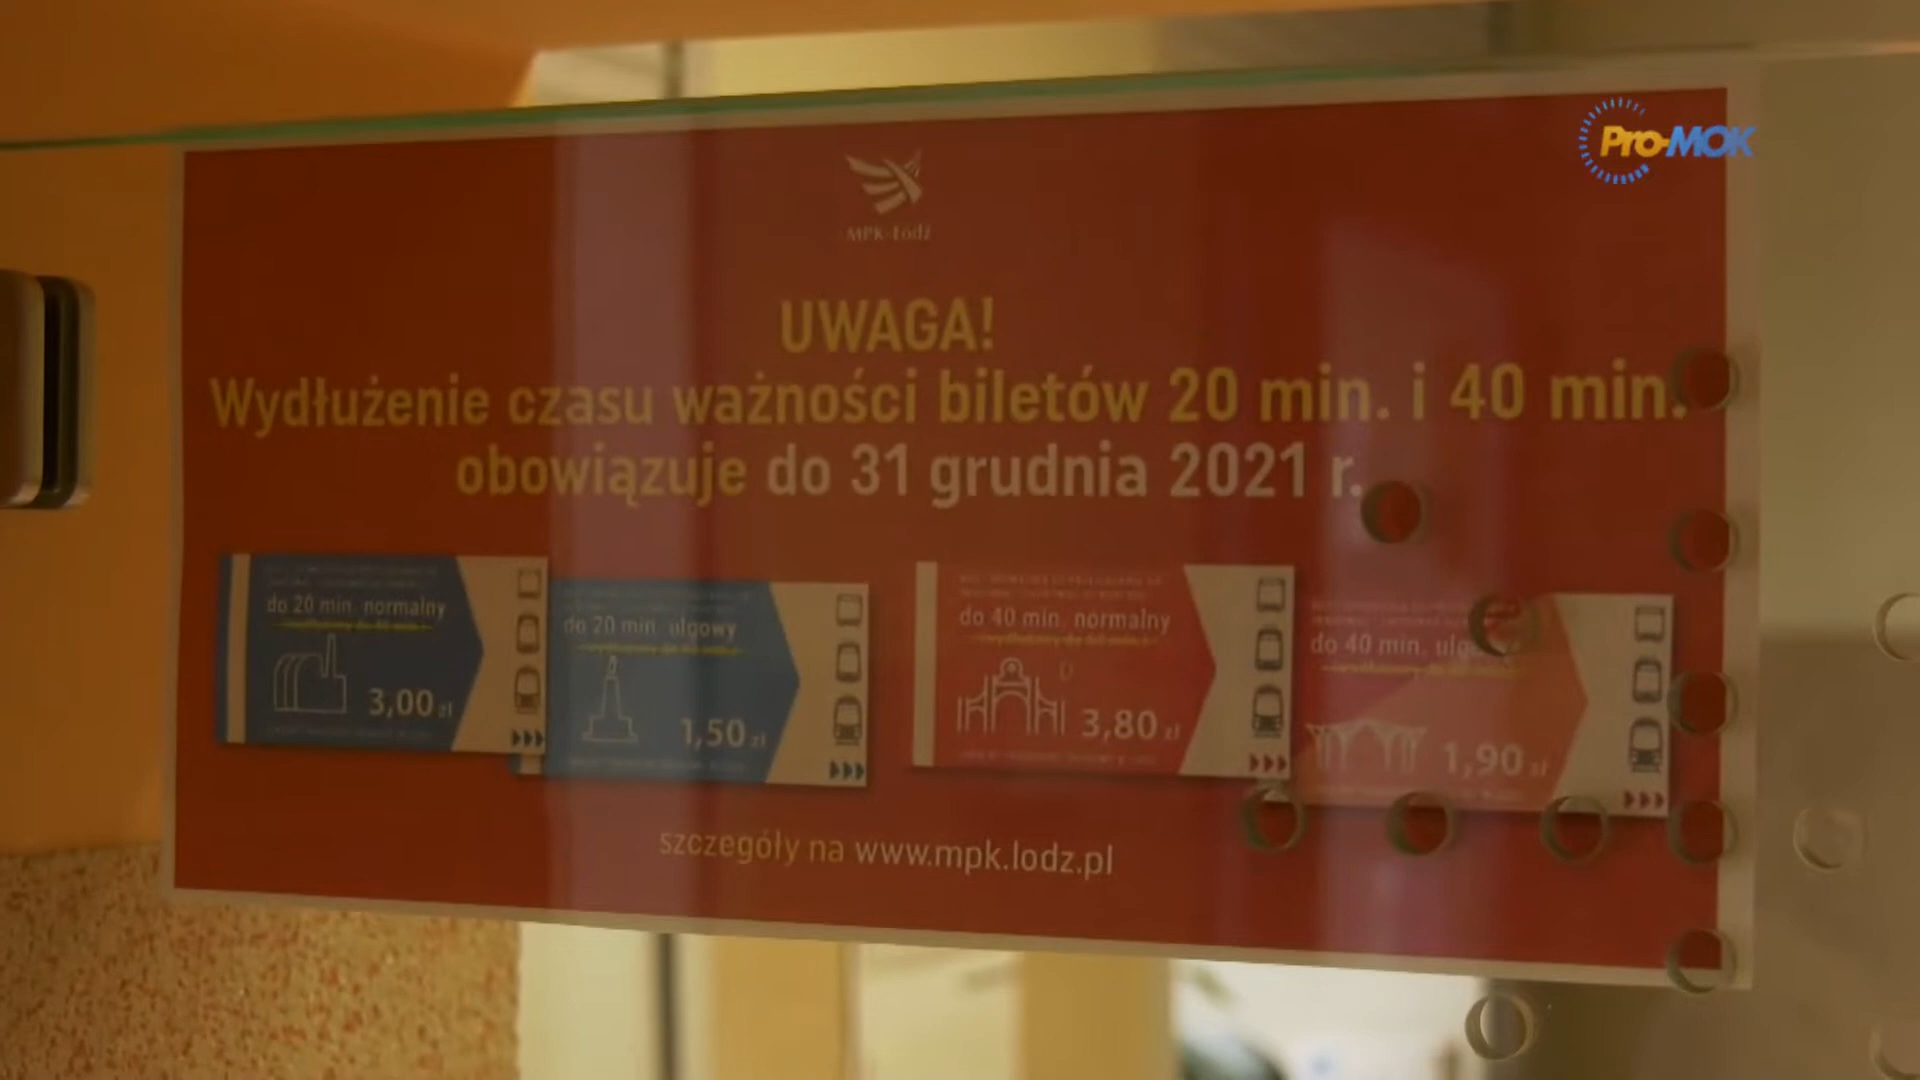 Pro-MOK
MPK-Łódź
UWAGA!
Wydłużenie czasu ważności biletów 20 min. i 40 min.
obowiązuje do 31 grudnia 2021 r.
do 20 min. normalny
3,00 zł
do 20 min. ulgowy
1,50 zł
do 40 min. normalny
3,80 zł
do 40 min. ulg
1,90 zł
szczegóły na www.mpk.lodz.pl